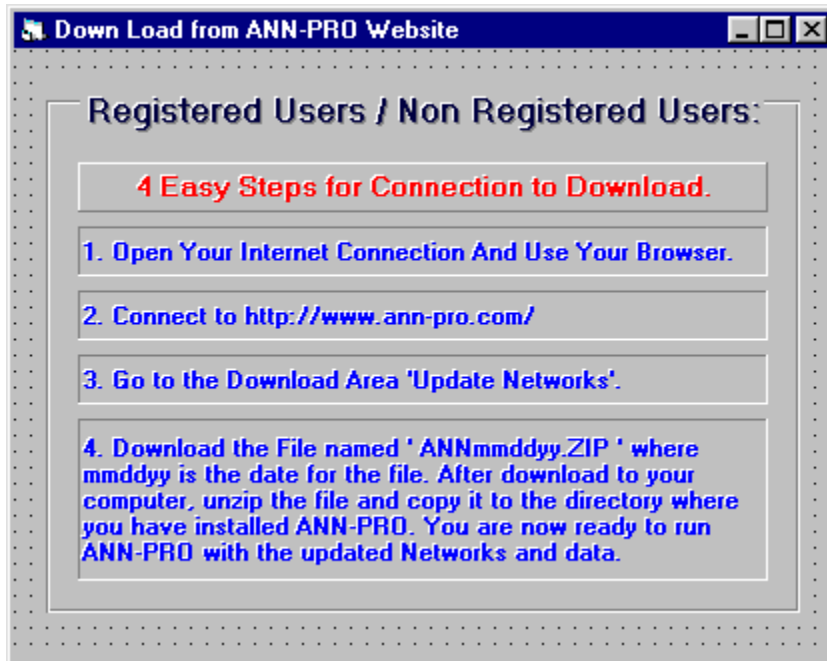 Down Load from ANN-PRO Website
Registered Users / Non Registered Users:
4 Easy Steps for Connection to Download.
1. Open Your Internet Connection And Use Your Browser.
2. Connect to http://www.ann-pro.com/
3. Go to the Download Area 'Update Networks'.
4. Download the File named ' ANNmmddyy.ZIP ' where
mmddyy is the date for the file. After download to your
computer, unzip the file and copy it to the directory where
you have installed ANN-PRO. You are now ready to run
ANN-PRO with the updated Networks and data.